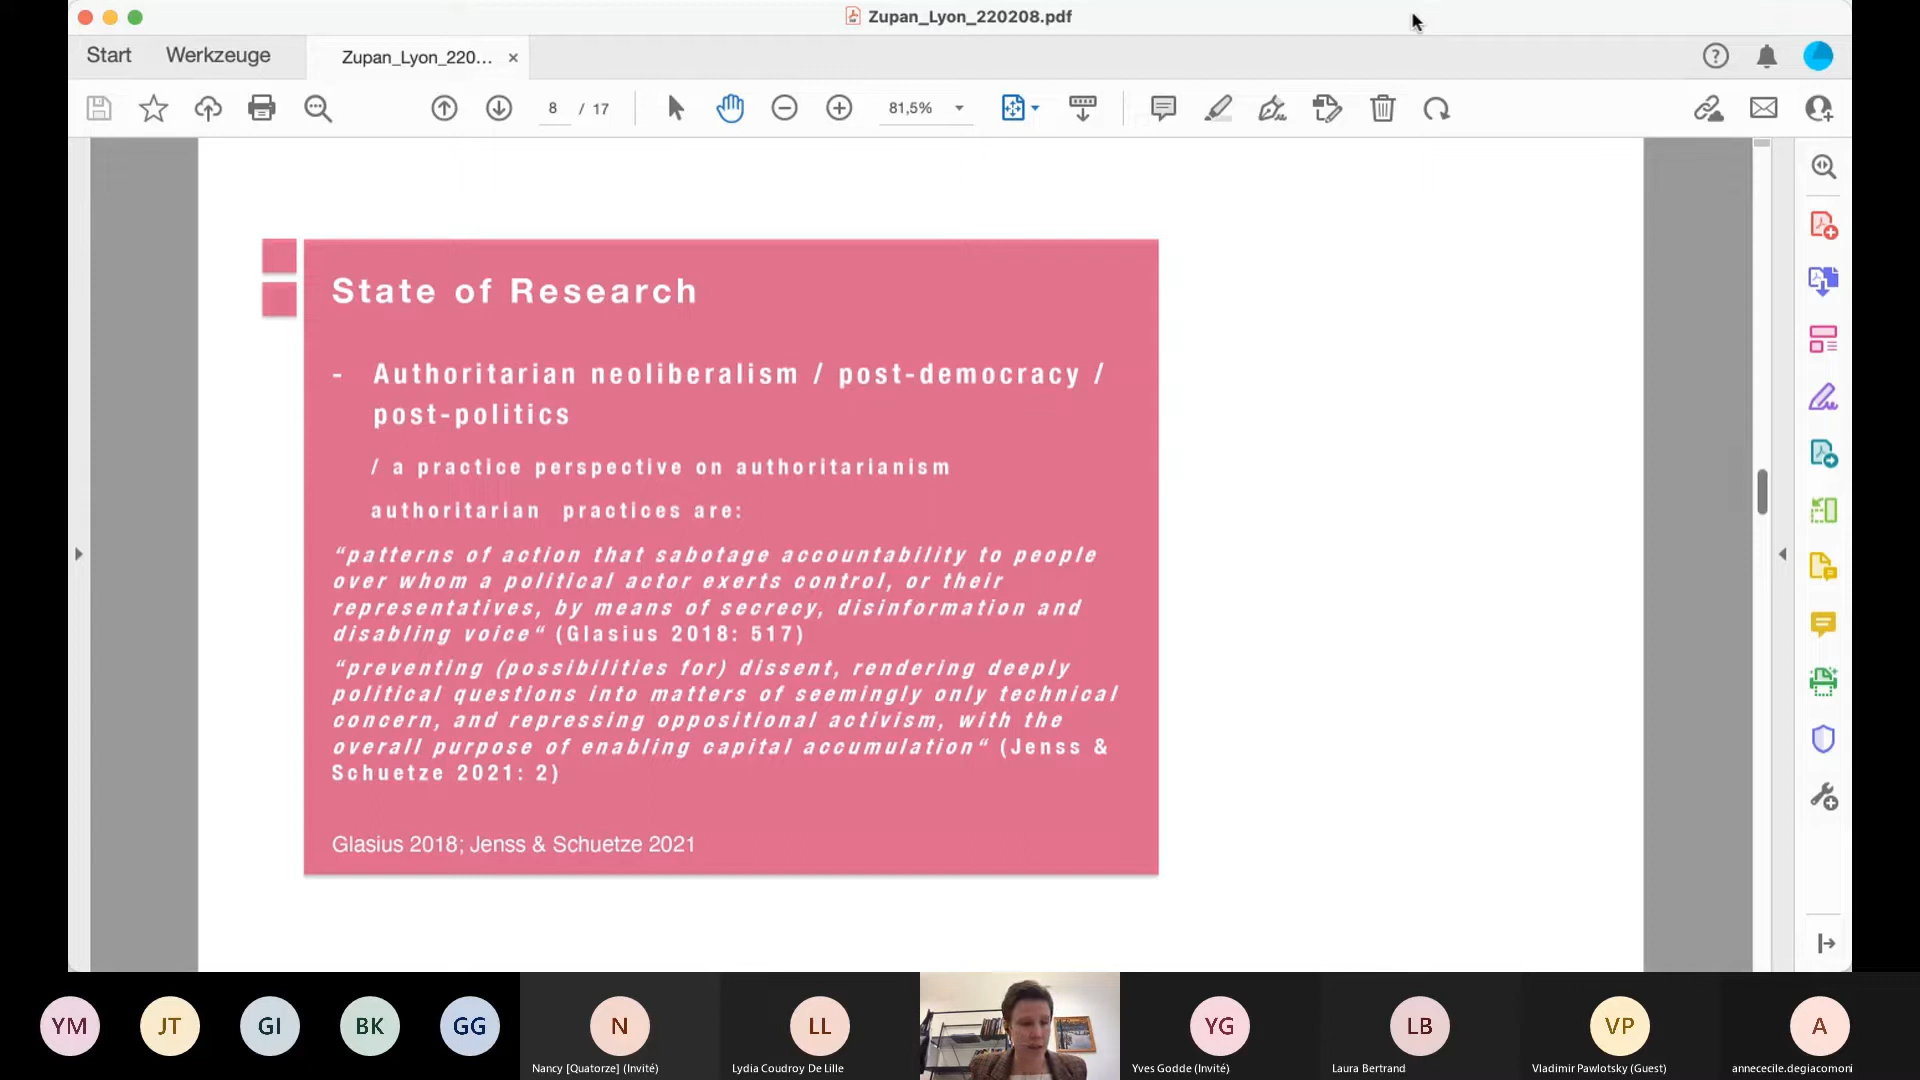 Zupan_Lyon_220208.pdf
Start Werkzeuge Zupan_Lyon_220... ×
8 / 17 81,5%
State of Research
- Authoritarian neoliberalism / post-democracy /
post-politics
/ a practice perspective on authoritarianism
authoritarian practices are:
“patterns of action that sabotage accountability to people
over whom a political actor exerts control, or their
representatives, by means of secrecy, disinformation and
disabling voice“ (Glasius 2018: 517)
“preventing (possibilities for) dissent, rendering deeply
political questions into matters of seemingly only technical
concern, and repressing oppositional activism, with the
overall purpose of enabling capital accumulation“ (Jenss &
Schuetze 2021: 2)
Glasius 2018; Jenss & Schuetze 2021
YM JT GI BK GG N LL YG LB VP A
Nancy [Quatorze] (Invité) Lydia Coudroy De Lille Yves Godde (Invité) Laura Bertrand Vladimir Pawlotsky (Guest) annececile.degiacomoni